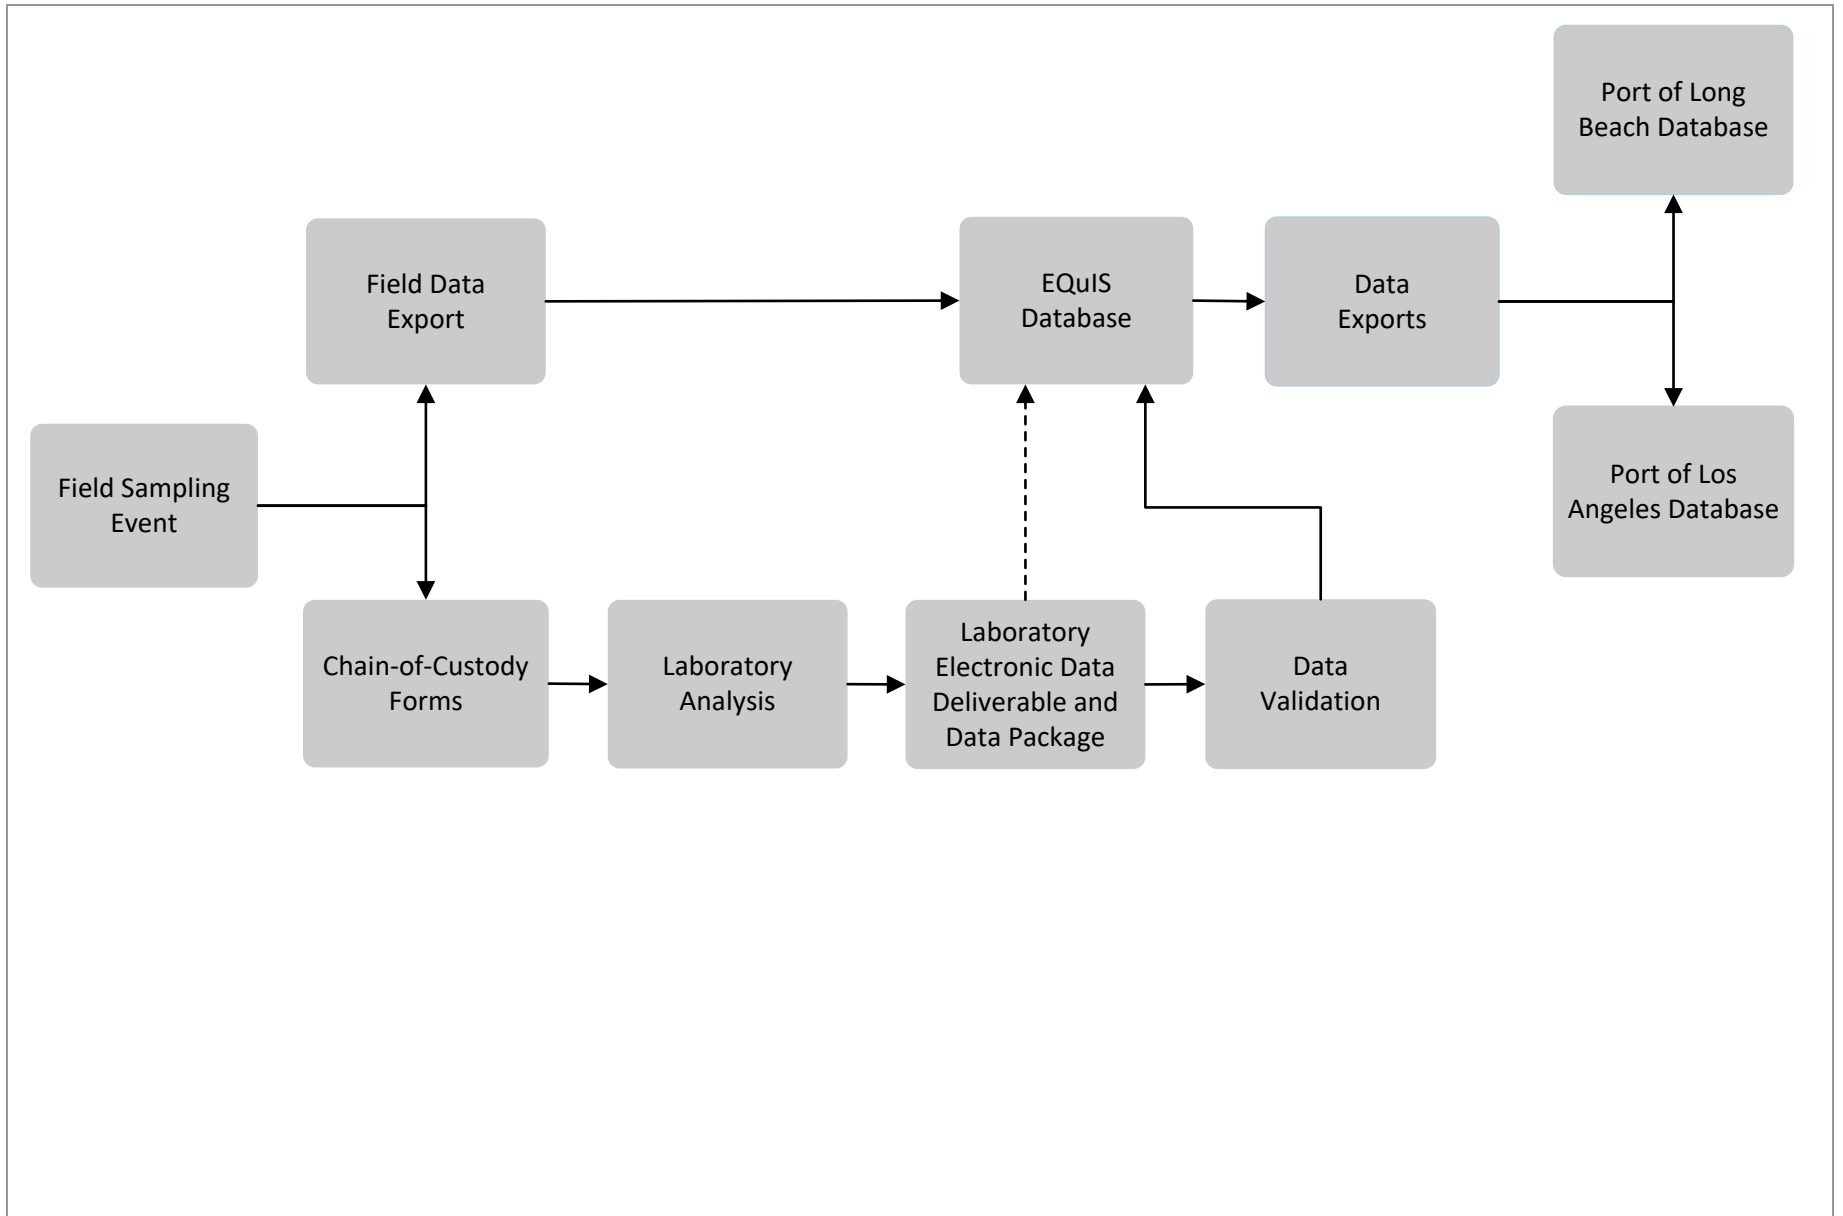 Port of Long
Beach Database
Field Data
Export
EQuIS
Database
Data
Exports
Field Sampling
Event
Port of Los
Angeles Database
Chain-of-Custody
Forms
Laboratory
Analysis
Laboratory
Electronic Data
Deliverable and
Data Package
Data
Validation